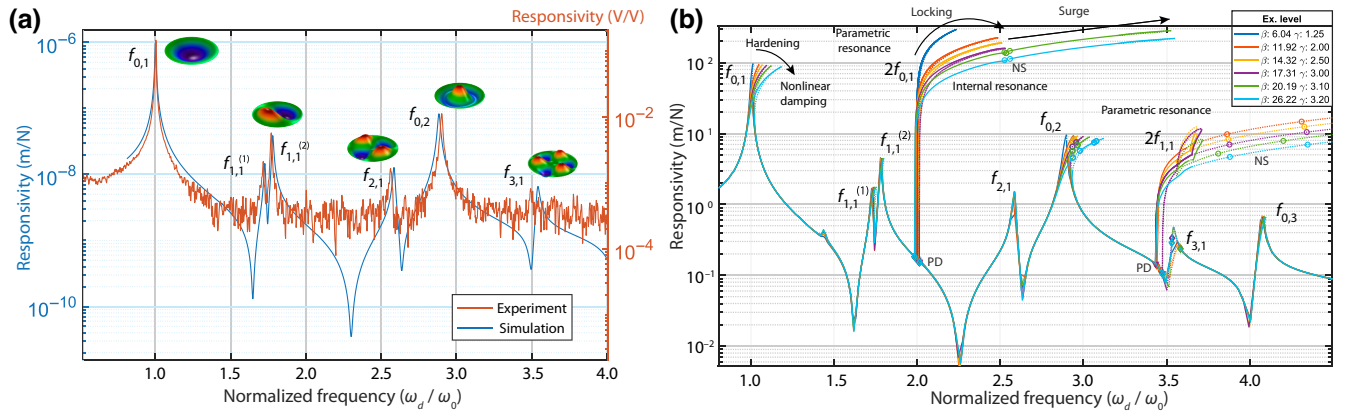 (a)
Responsivity (V/V)
10⁻⁶
10⁻⁸
10⁻¹⁰
Responsivity (m/N)
10⁻²
10⁻⁴
f0,1
f1,1(1)
f1,1(2)
f2,1
f0,2
f3,1
Experiment
Simulation
1.0 1.5 2.0 2.5 3.0 3.5 4.0
Normalized frequency (ωd / ω0)
(b)
Responsivity (m/N)
10²
10¹
10⁰
10⁻¹
10⁻²
Locking
Surge
Parametric
resonance
Hardening
f0,1
2f0,1
Nonlinear
damping
NS
Internal resonance
f1,1(1)
f1,1(2)
PD
f2,1
f0,2
Parametric resonance
2f1,1
NS
PD
f3,1
f0,3
Ex. level
β: 6.04 γ: 1.25
β: 11.92 γ: 2.00
β: 14.32 γ: 2.50
β: 17.31 γ: 3.00
β: 20.19 γ: 3.10
β: 26.22 γ: 3.20
1.0 1.5 2.0 2.5 3.0 3.5 4.0
Normalized frequency (ωd / ω0)